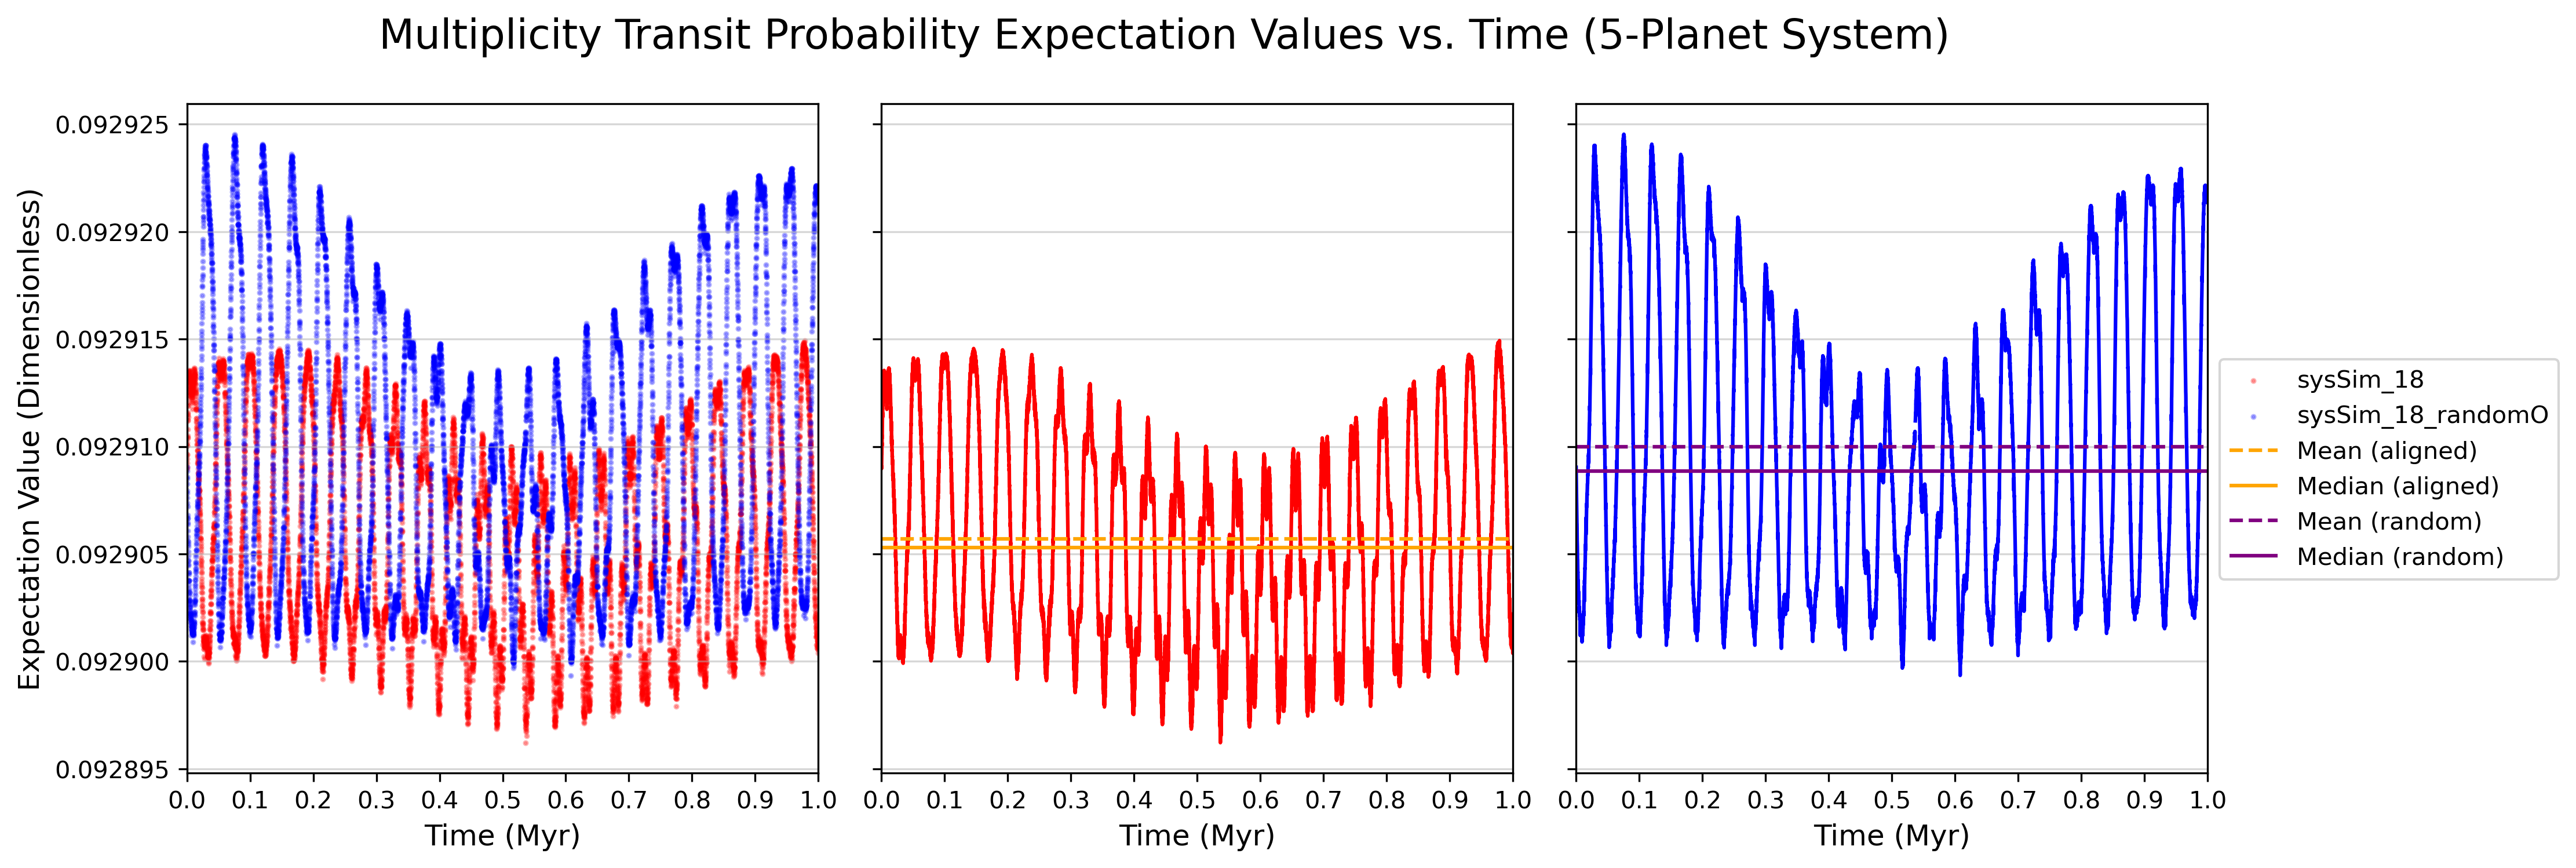 Multiplicity Transit Probability Expectation Values vs. Time (5-Planet System)
Expectation Value (Dimensionless)
0.092925
0.092920
0.092915
0.092910
0.092905
0.092900
0.092895
0.0 0.1 0.2 0.3 0.4 0.5 0.6 0.7 0.8 0.9 1.0
Time (Myr)
0.0 0.1 0.2 0.3 0.4 0.5 0.6 0.7 0.8 0.9 1.0
Time (Myr)
0.0 0.1 0.2 0.3 0.4 0.5 0.6 0.7 0.8 0.9 1.0
Time (Myr)
sysSim_18
sysSim_18_randomO
Mean (aligned)
Median (aligned)
Mean (random)
Median (random)